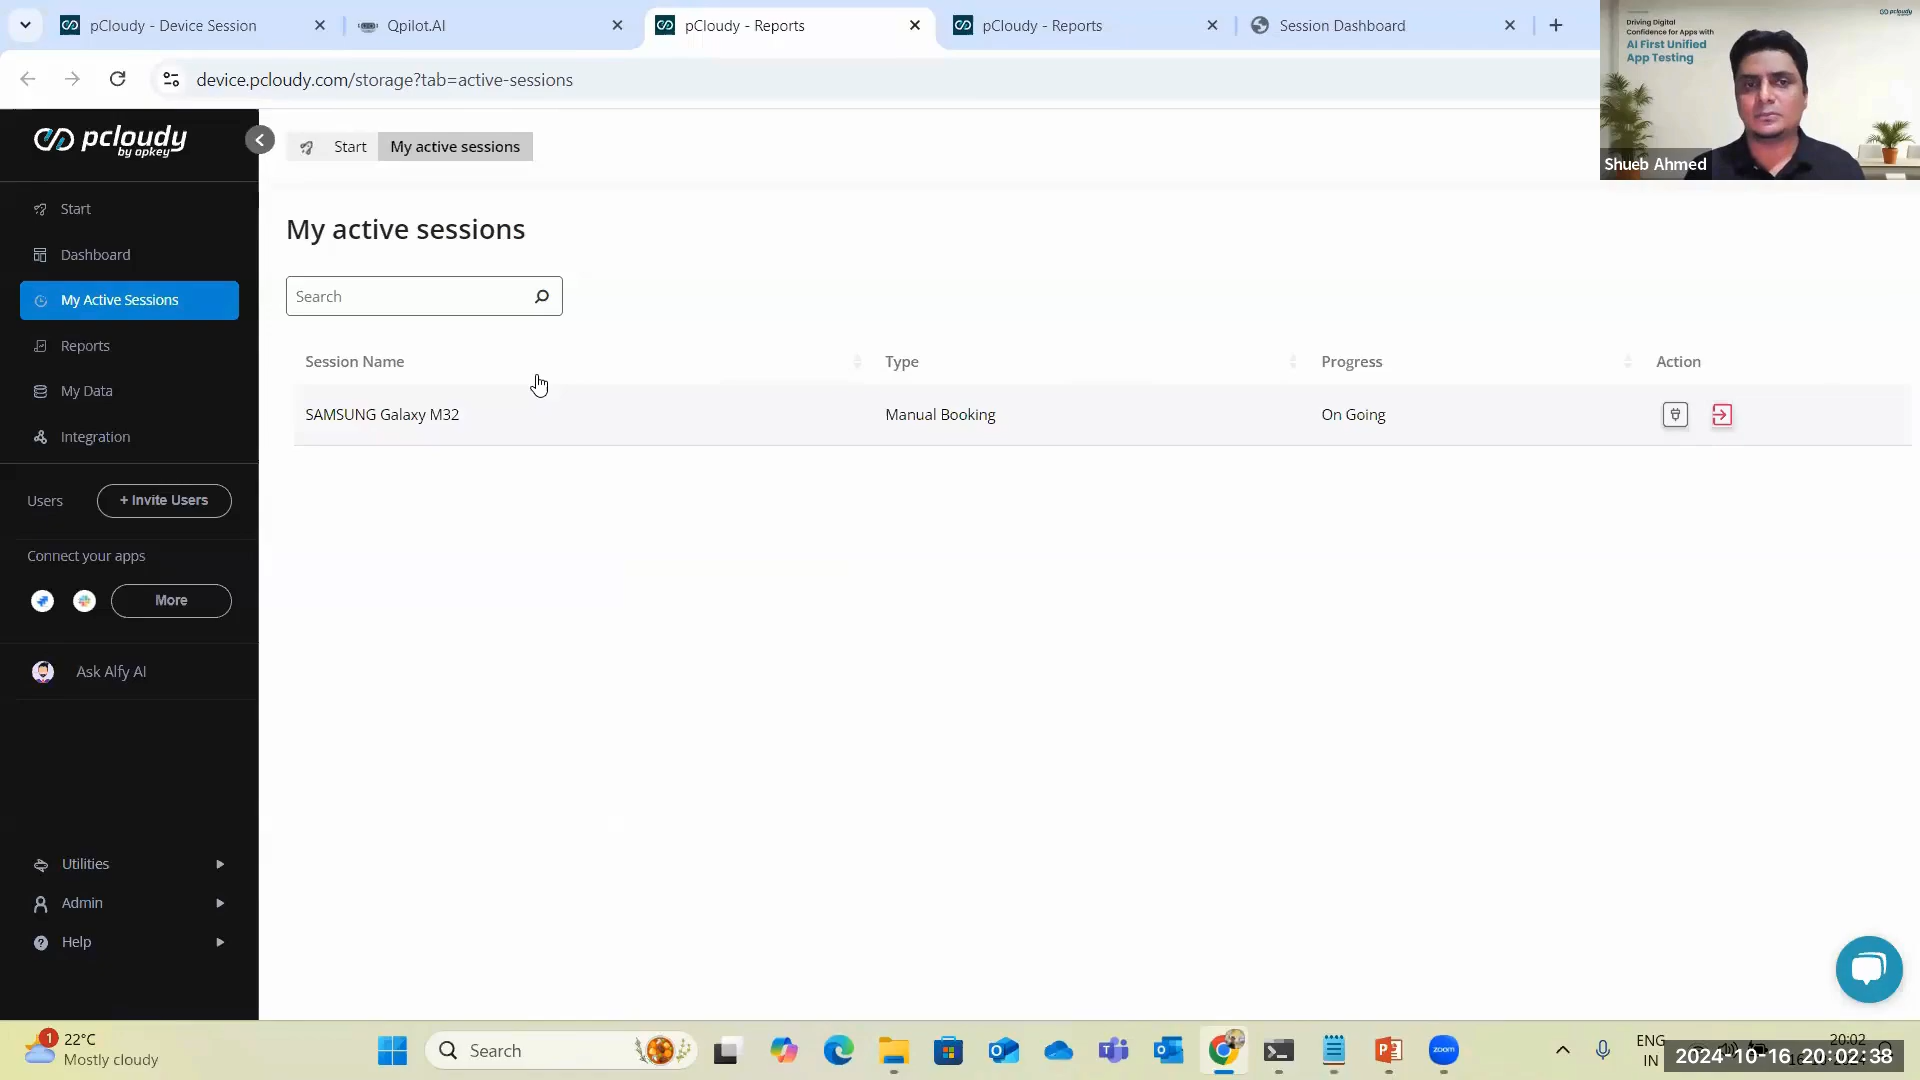 pCloudy - Device Session
Qpilot.AI
pCloudy - Reports
pCloudy - Reports
Session Dashboard
device.pcloudy.com/storage?tab=active-sessions
pcloudy
by opkey
Start
My active sessions
pcloudy
Driving Digital
Confidence for Apps with
AI First Unified
App Testing
Shueb Ahmed
Start
Dashboard
My Active Sessions
Reports
My Data
Integration
Users
+ Invite Users
Connect your apps
More
Ask Alfy AI
Utilities
Admin
Help
My active sessions
Search
Session Name
Type
Progress
Action
SAMSUNG Galaxy M32
Manual Booking
On Going
1
22°C
Mostly cloudy
Search
zoom
ENG
IN
20:02
2024-10-16 20:02:38